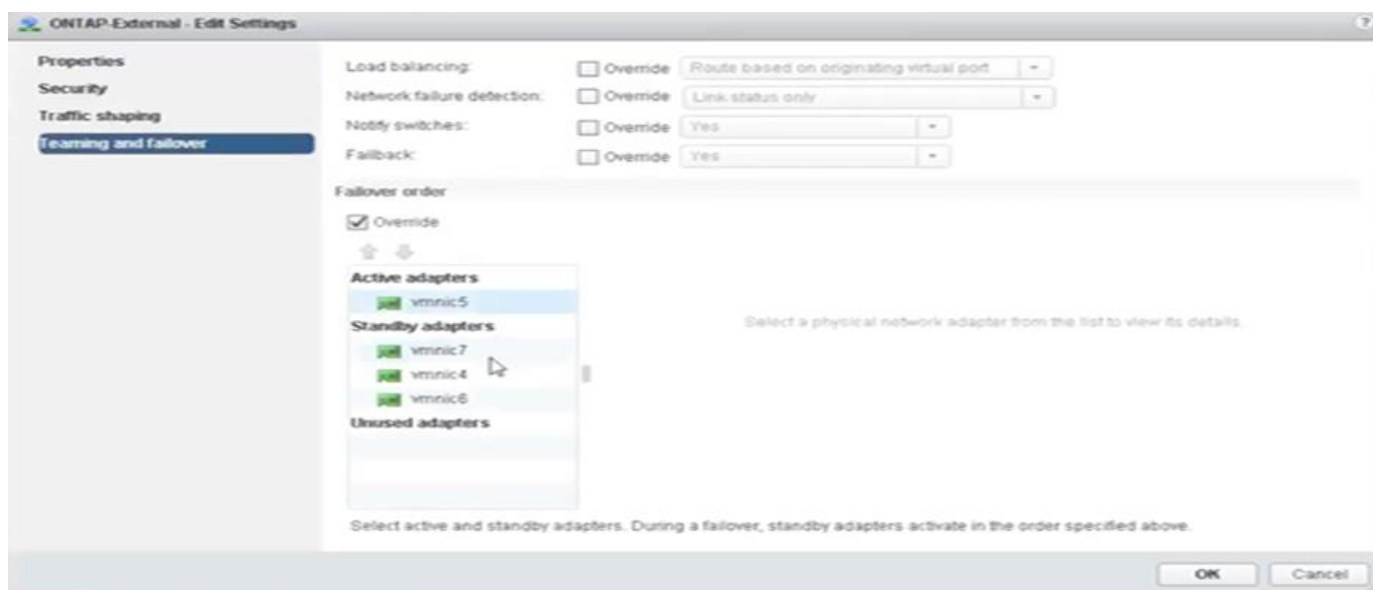 ONTAP-External - Edit Settings
?
Properties
Security
Traffic shaping
Teaming and failover
Load balancing: Override Route based on originating virtual port
Network failure detection: Override Link status only
Notify switches: Override Yes
Failback: Override Yes
Failover order
Override
Active adapters
vmnic5
Standby adapters
vmnic7
vmnic4
vmnic6
Unused adapters
Select a physical network adapter from the list to view its details.
Select active and standby adapters. During a failover, standby adapters activate in the order specified above.
OK Cancel